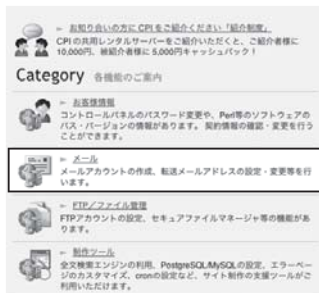 お知り合いの方に CPI をご紹介ください「紹介制度」
CPI の共用レンタルサーバーをご紹介いただくと、ご紹介者様に
10,000円、被紹介者様に 5,000円キャッシュバック！
Category 各機能のご案内
お客様情報
コントロールパネルのパスワード変更や、Perl等のソフトウェアの
パス・バージョンの情報があります。 契約情報の確認・変更を行う
ことができます。
メール
メールアカウントの作成、転送メールアドレスの設定・変更等を行
います。
FTP／ファイル管理
FTPアカウントの設定、セキュアファイルマネージャ等の機能があ
ります。
制作ツール
全文検索エンジンの利用、PostgreSQL/MySQLの設定、エラーペー
ジのカスタマイズ、cronの設定など、サイト制作の支援ツールがご
利用いただけます。